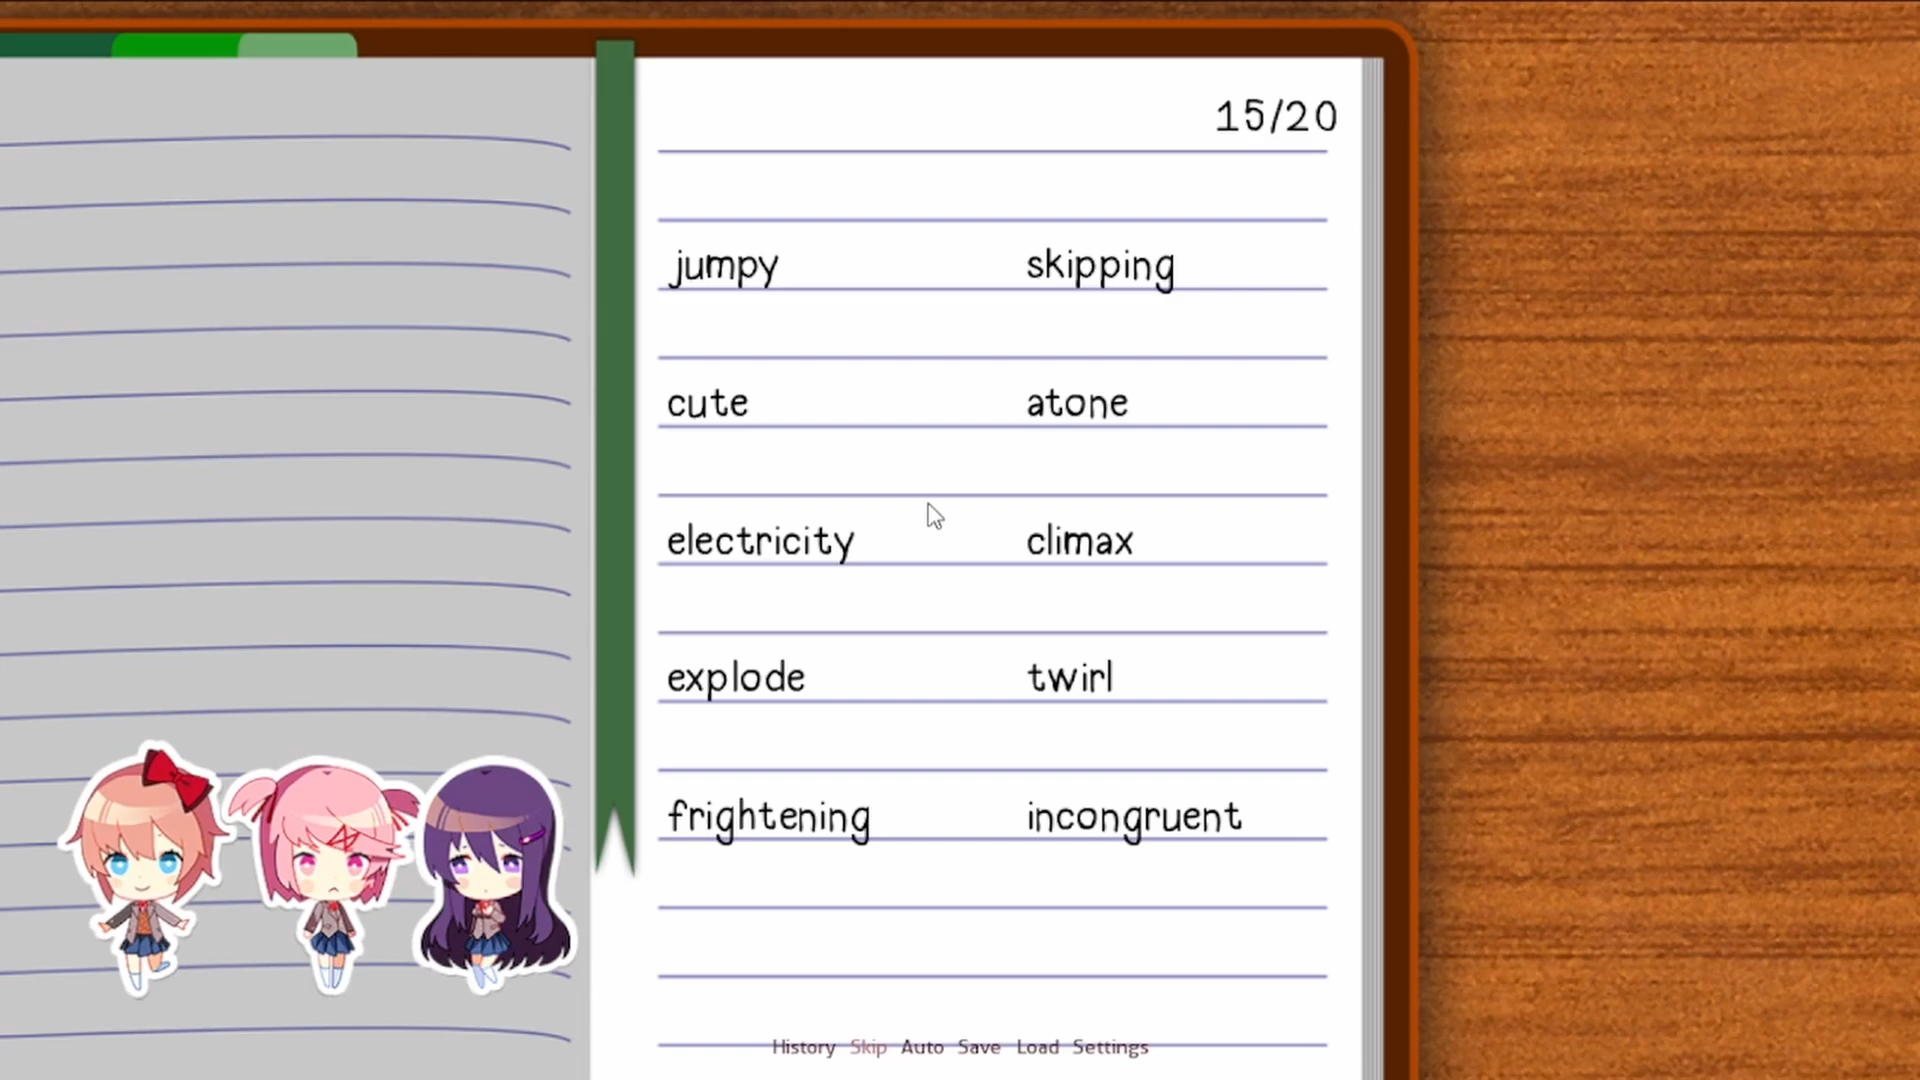 15/20
jumpy skipping
cute atone
electricity climax
explode twirl
frightening incongruent
History Skip Auto Save Load Settings